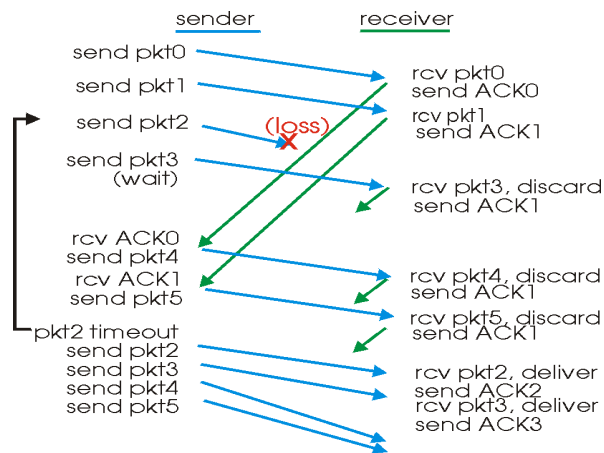 sender
receiver
send pkt0
send pkt1
send pkt2
(loss)
send pkt3
(wait)
rcv pkt0
send ACK0
rcv pkt1
send ACK1
rcv pkt3, discard
send ACK1
rcv ACK0
send pkt4
rcv ACK1
send pkt5
rcv pkt4, discard
send ACK1
rcv pkt5, discard
send ACK1
pkt2 timeout
send pkt2
send pkt3
send pkt4
send pkt5
rcv pkt2, deliver
send ACK2
rcv pkt3, deliver
send ACK3